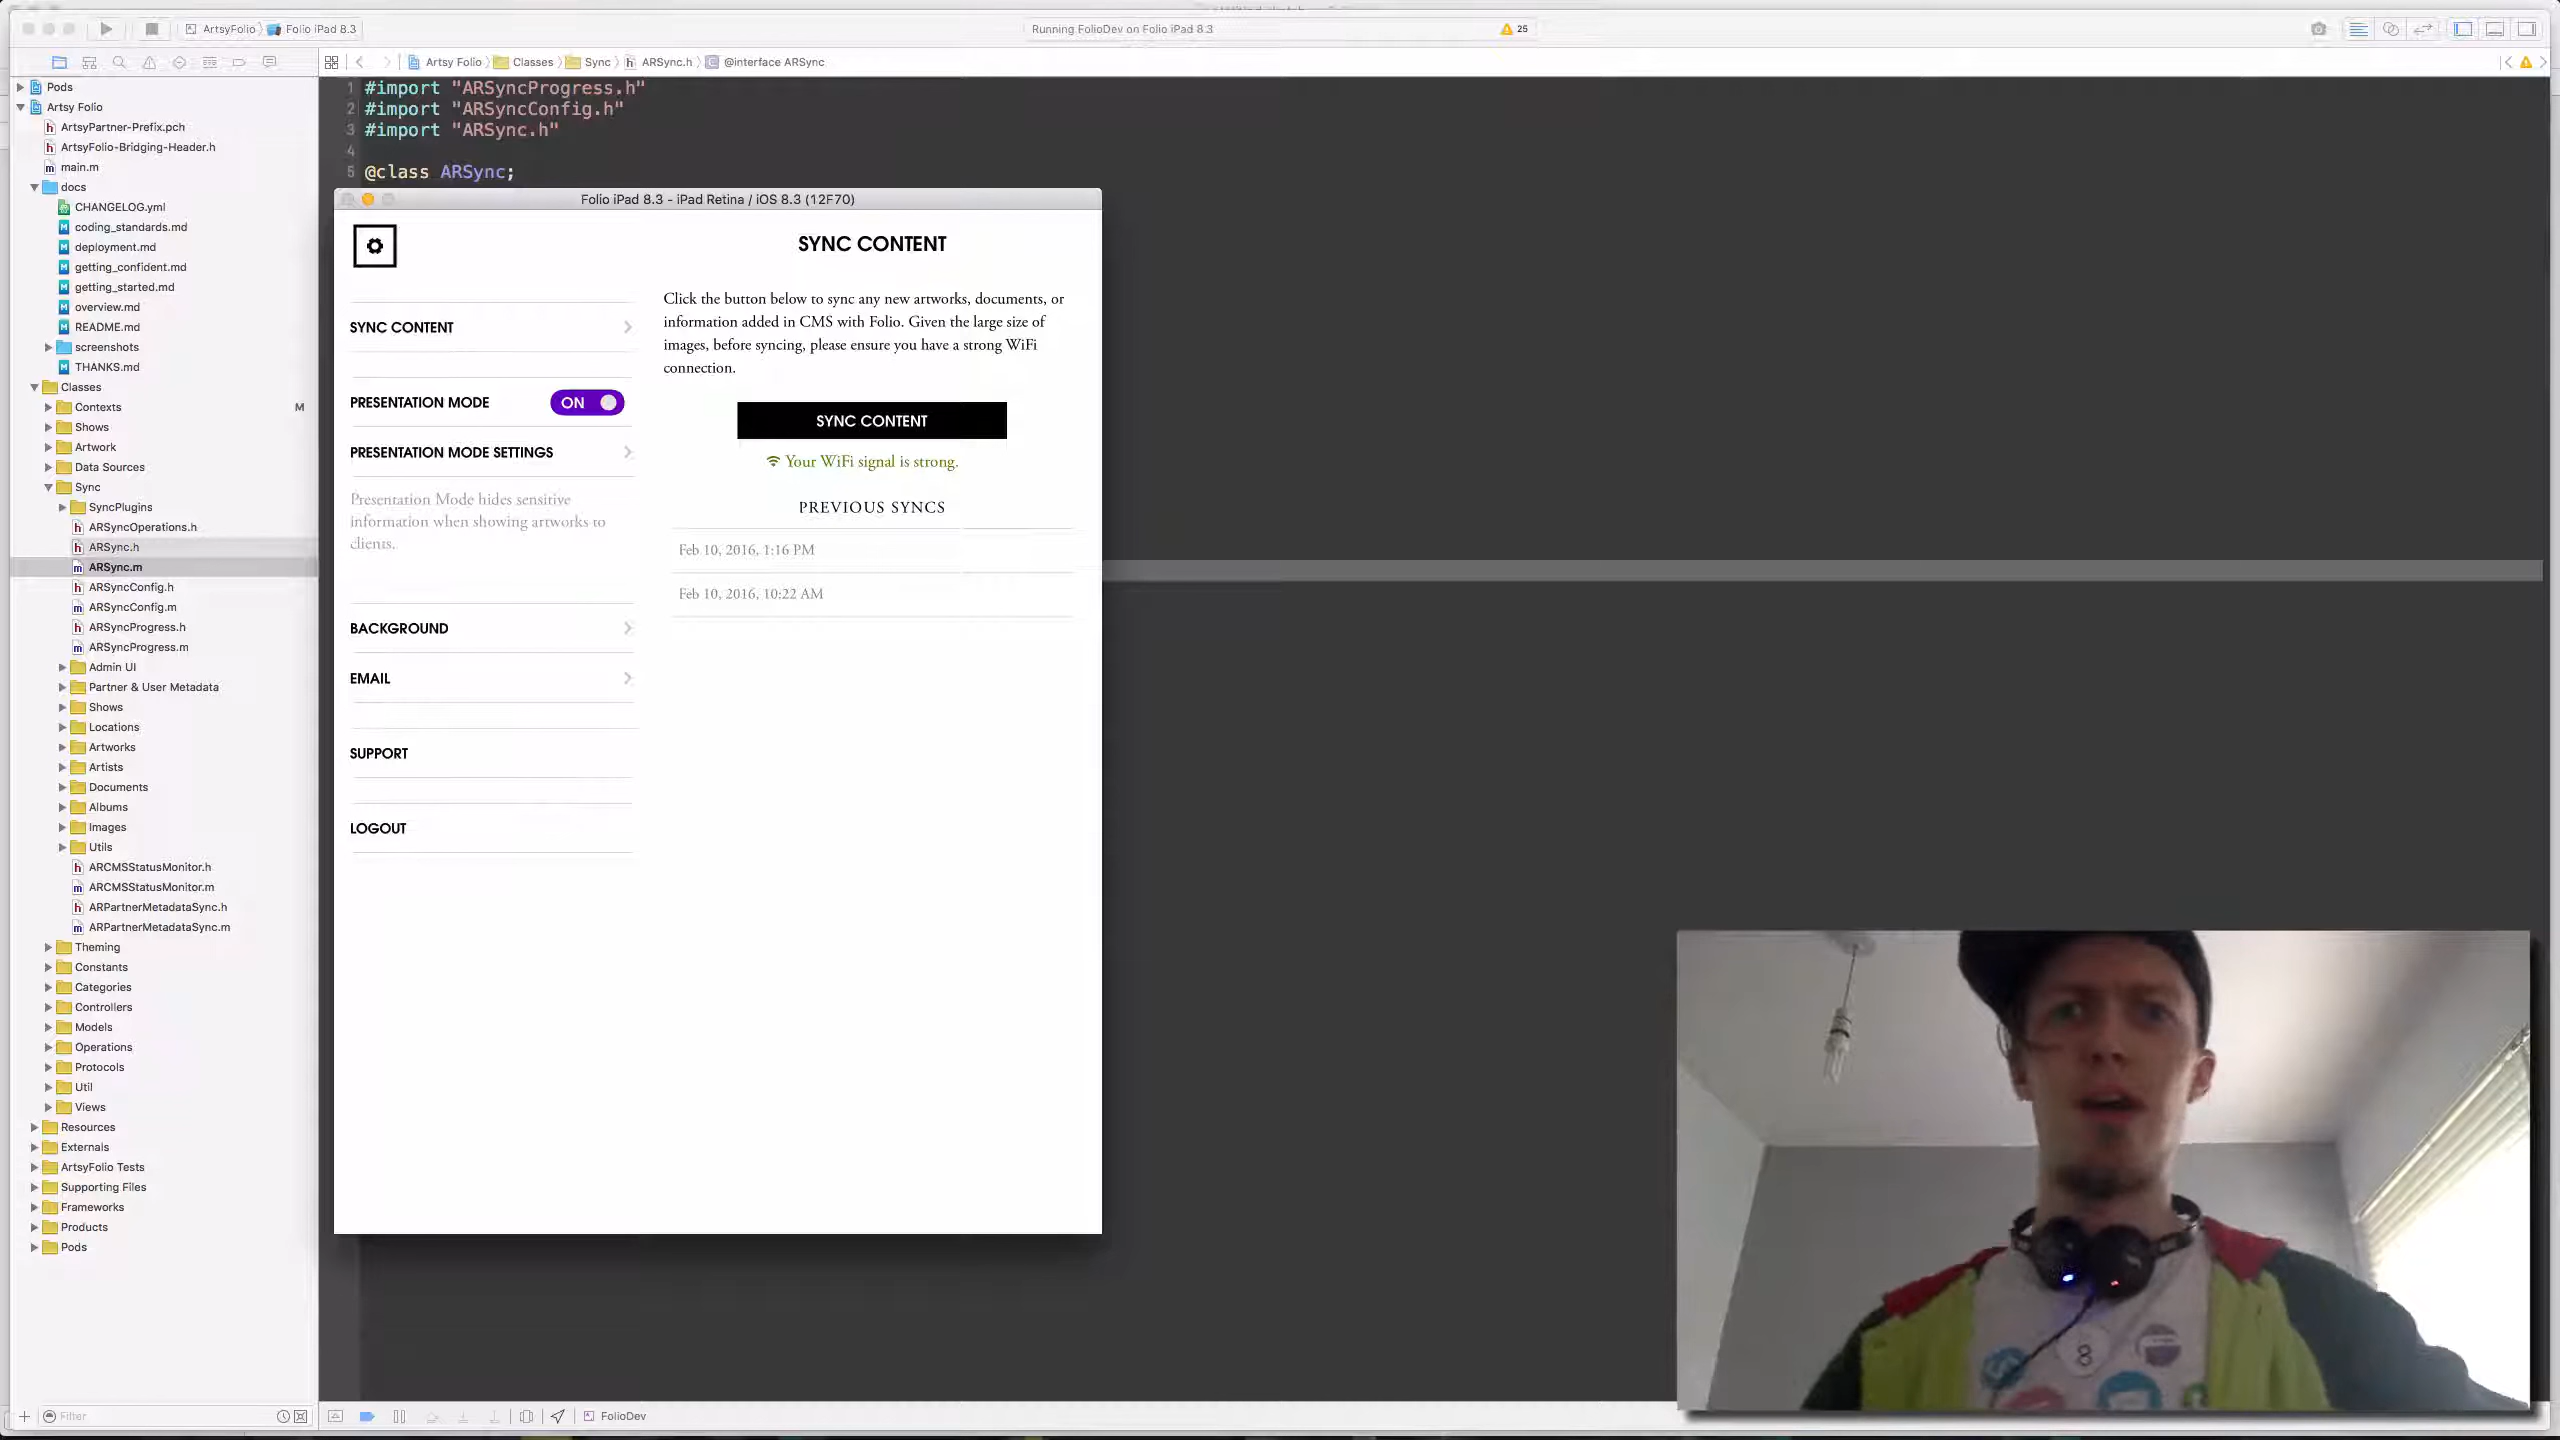 ArtsyFolio
Folio iPad 8.3
Running FolioDev on Folio iPad 8.3
25
Artsy Folio
Classes
Sync
ARSync.h
@interface ARSync
Pods
Artsy Folio
ArtsyPartner-Prefix.pch
ArtsyFolio-Bridging-Header.h
main.m
docs
CHANGELOG.yml
coding_standards.md
deployment.md
getting_confident.md
getting_started.md
overview.md
README.md
screenshots
THANKS.md
Classes
Contexts M
Shows
Artwork
Data Sources
Sync
SyncPlugins
ARSyncOperations.h
ARSync.h
ARSync.m
ARSyncConfig.h
ARSyncConfig.m
ARSyncProgress.h
ARSyncProgress.m
Admin UI
Partner & User Metadata
Shows
Locations
Artworks
Artists
Documents
Albums
Images
Utils
ARCMSStatusMonitor.h
ARCMSStatusMonitor.m
ARPartnerMetadataSync.h
ARPartnerMetadataSync.m
Theming
Constants
Categories
Controllers
Models
Operations
Protocols
Util
Views
Resources
Externals
ArtsyFolio Tests
Supporting Files
Frameworks
Products
Pods
Filter
1 #import "ARSyncProgress.h"
2 #import "ARSyncConfig.h"
3 #import "ARSync.h"
4
5 @class ARSync;
Folio iPad 8.3 - iPad Retina / iOS 8.3 (12F70)
SYNC CONTENT
PRESENTATION MODE ON
PRESENTATION MODE SETTINGS
Presentation Mode hides sensitive
information when showing artworks to
clients.
BACKGROUND
EMAIL
SUPPORT
LOGOUT
SYNC CONTENT
Click the button below to sync any new artworks, documents, or
information added in CMS with Folio. Given the large size of
images, before syncing, please ensure you have a strong WiFi
connection.
SYNC CONTENT
Your WiFi signal is strong.
PREVIOUS SYNCS
Feb 10, 2016, 1:16 PM
Feb 10, 2016, 10:22 AM
FolioDev
8